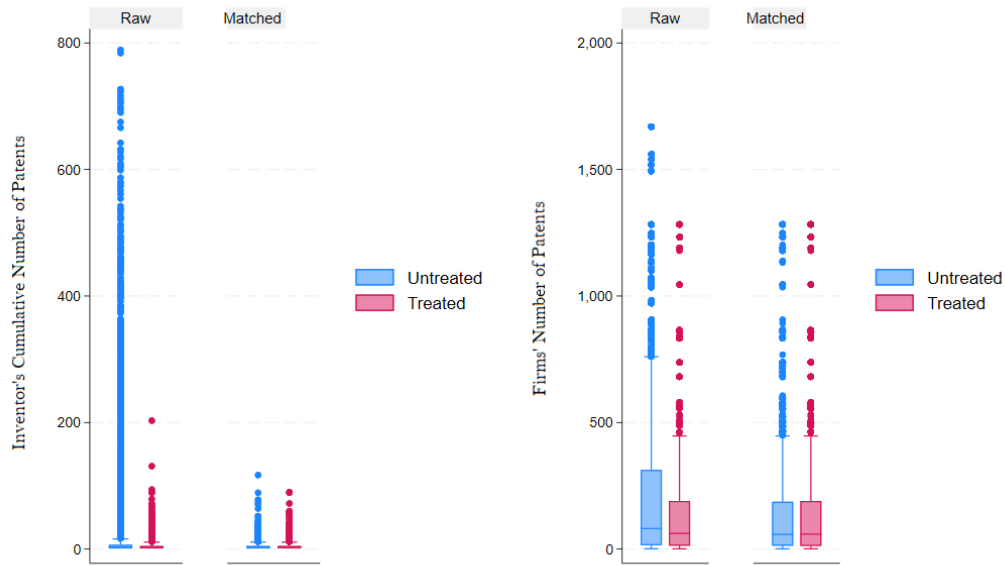 Raw Matched
800
600
400
200
0
Inventor's Cumulative Number of Patents
Untreated
Treated
Raw Matched
2,000
1,500
1,000
500
0
Firms' Number of Patents
Untreated
Treated